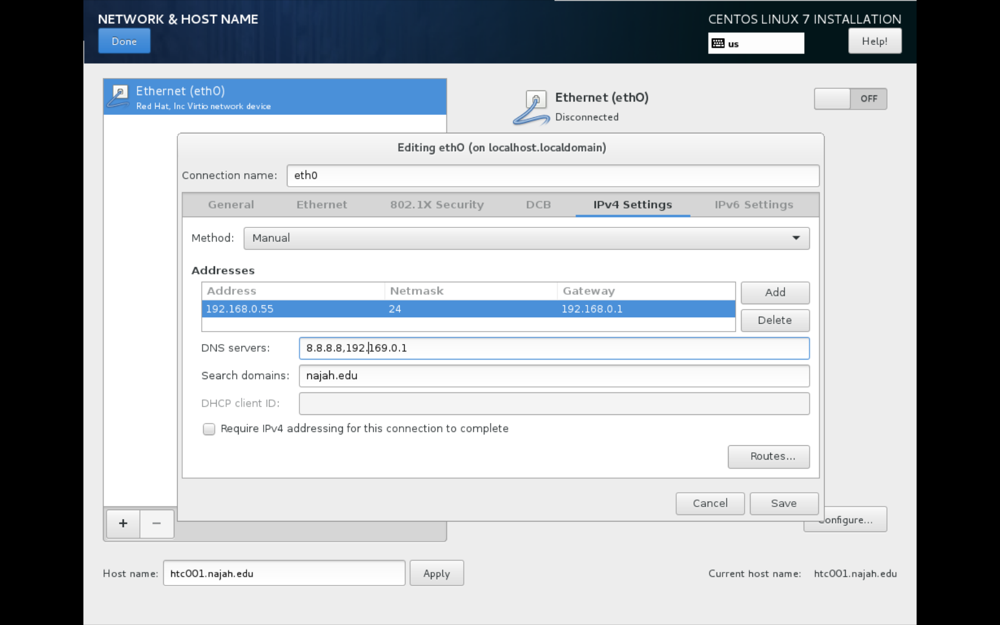 NETWORK & HOST NAME
CENTOS LINUX 7 INSTALLATION
Done
us
Help!
Ethernet (eth0)
Red Hat, Inc Virtio network device
Ethernet (eth0)
Disconnected
OFF
Editing eth0 (on localhost.localdomain)
Connection name: eth0
General Ethernet 802.1X Security DCB IPv4 Settings IPv6 Settings
Method: Manual
Addresses
Address Netmask Gateway
192.168.0.55 24 192.168.0.1
Add
Delete
DNS servers: 8.8.8.8,192.169.0.1
Search domains: najah.edu
DHCP client ID:
Require IPv4 addressing for this connection to complete
Routes...
Cancel Save
+ −
Configure...
Host name: htc001.najah.edu Apply
Current host name: htc001.najah.edu